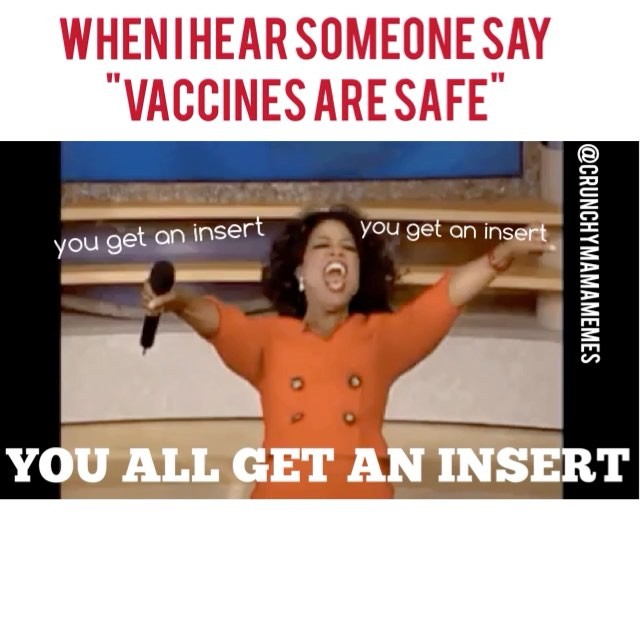 WHEN I HEAR SOMEONE SAY
"VACCINES ARE SAFE"
@CRUNCHYMAMAMEMES
you get an insert
you get an insert
YOU ALL GET AN INSERT